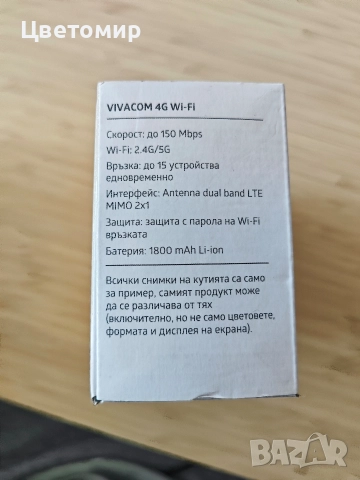 Цветомир
VIVACOM 4G Wi-Fi
Скорост: до 150 Mbps
Wi-Fi: 2.4G/5G
Връзка: до 15 устройства
едновременно
Интерфейс: Antenna dual band LTE
MIMO 2x1
Защита: защита с парола на Wi-Fi
връзката
Батерия: 1800 mAh Li-ion
Всички снимки на кутията са само
за пример, самият продукт може
да се различава от тях
(включително, но не само цветовете,
формата и дисплея на екрана).
BAZAR